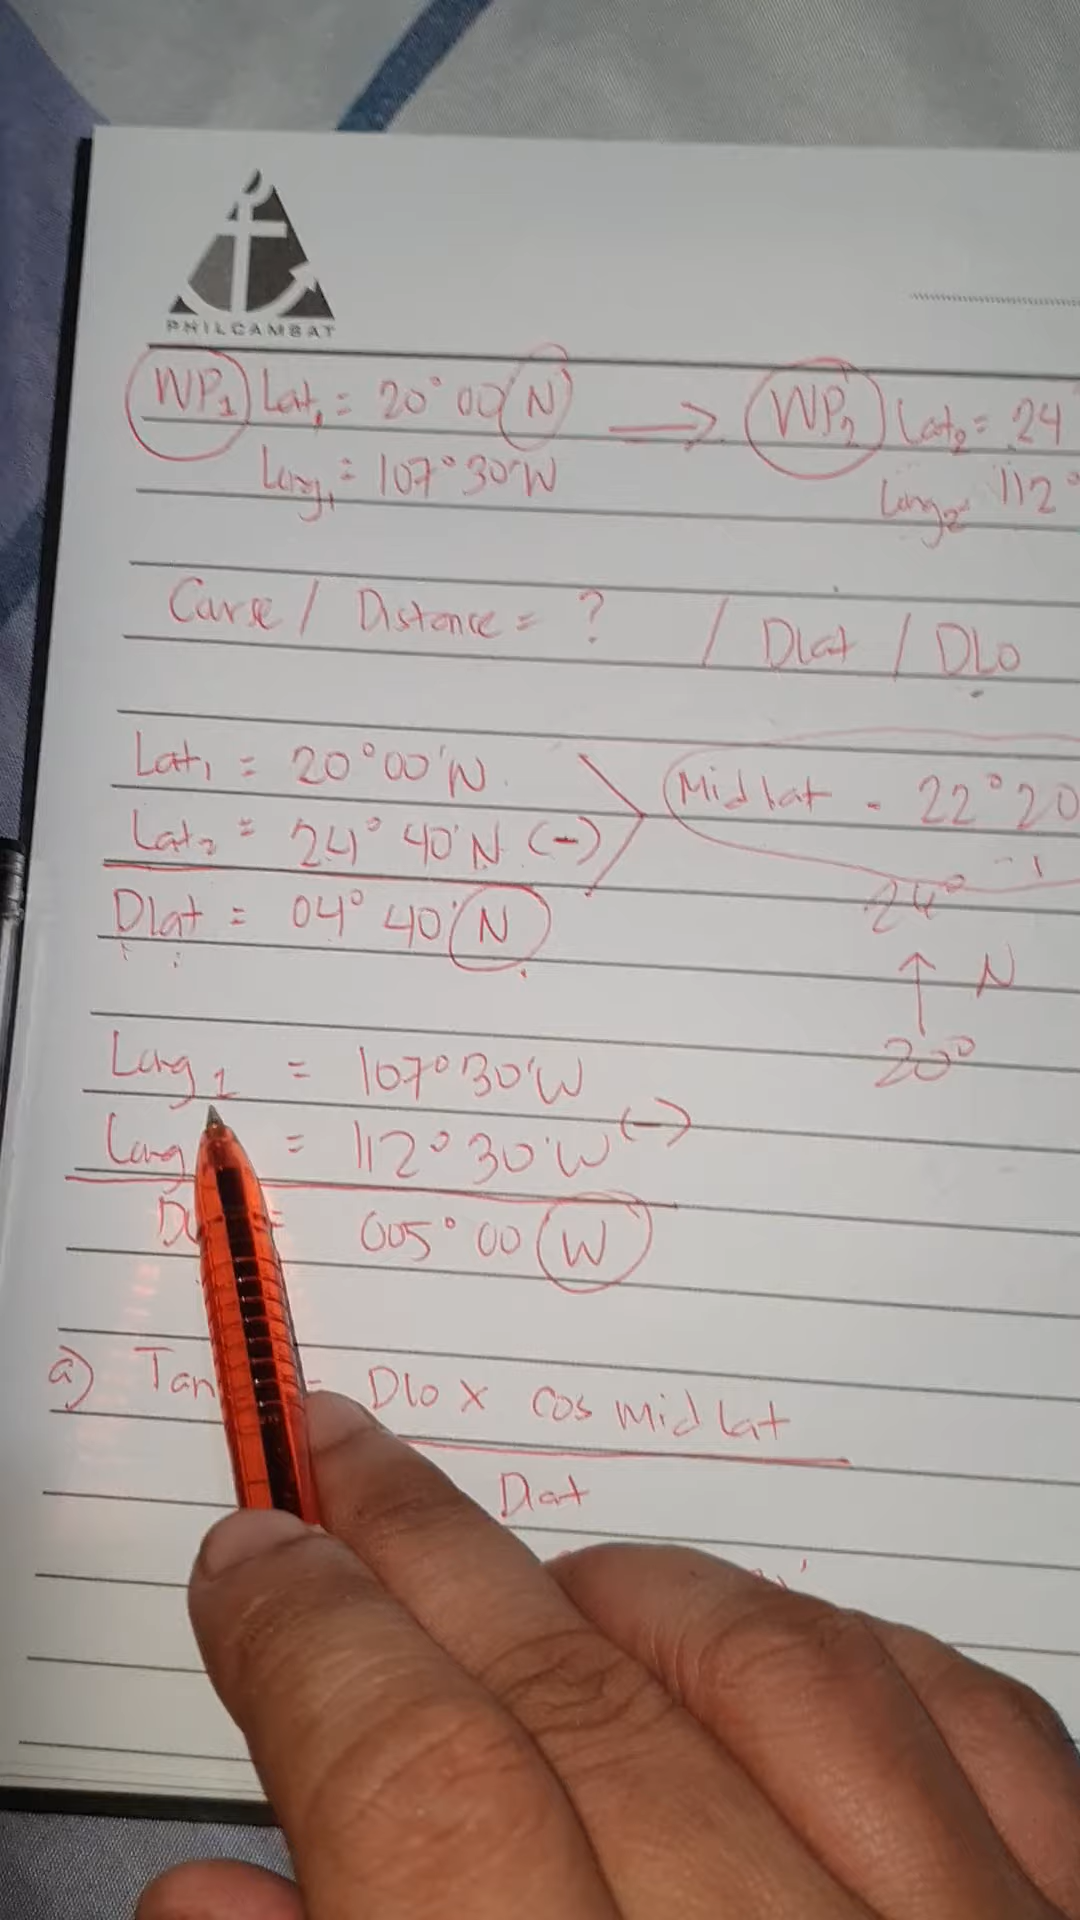 PHILCAMBAT
WP1 Lat1 = 20°00 N → WP2 Lat2 = 24
Long1 = 107°30'W Long2 = 112°
Course / Distance = ? / Dlat / DLo
Lat1 = 20°00'N
Lat2 = 24°40'N (-)
Mid lat - 22°20
Dlat = 04°40' N
24°
↑ N
20°
Long1 = 107°30'W
Long = 112°30'W (-)
005°00 W
a) Tan = Dlo x cos mid Lat
Dlat